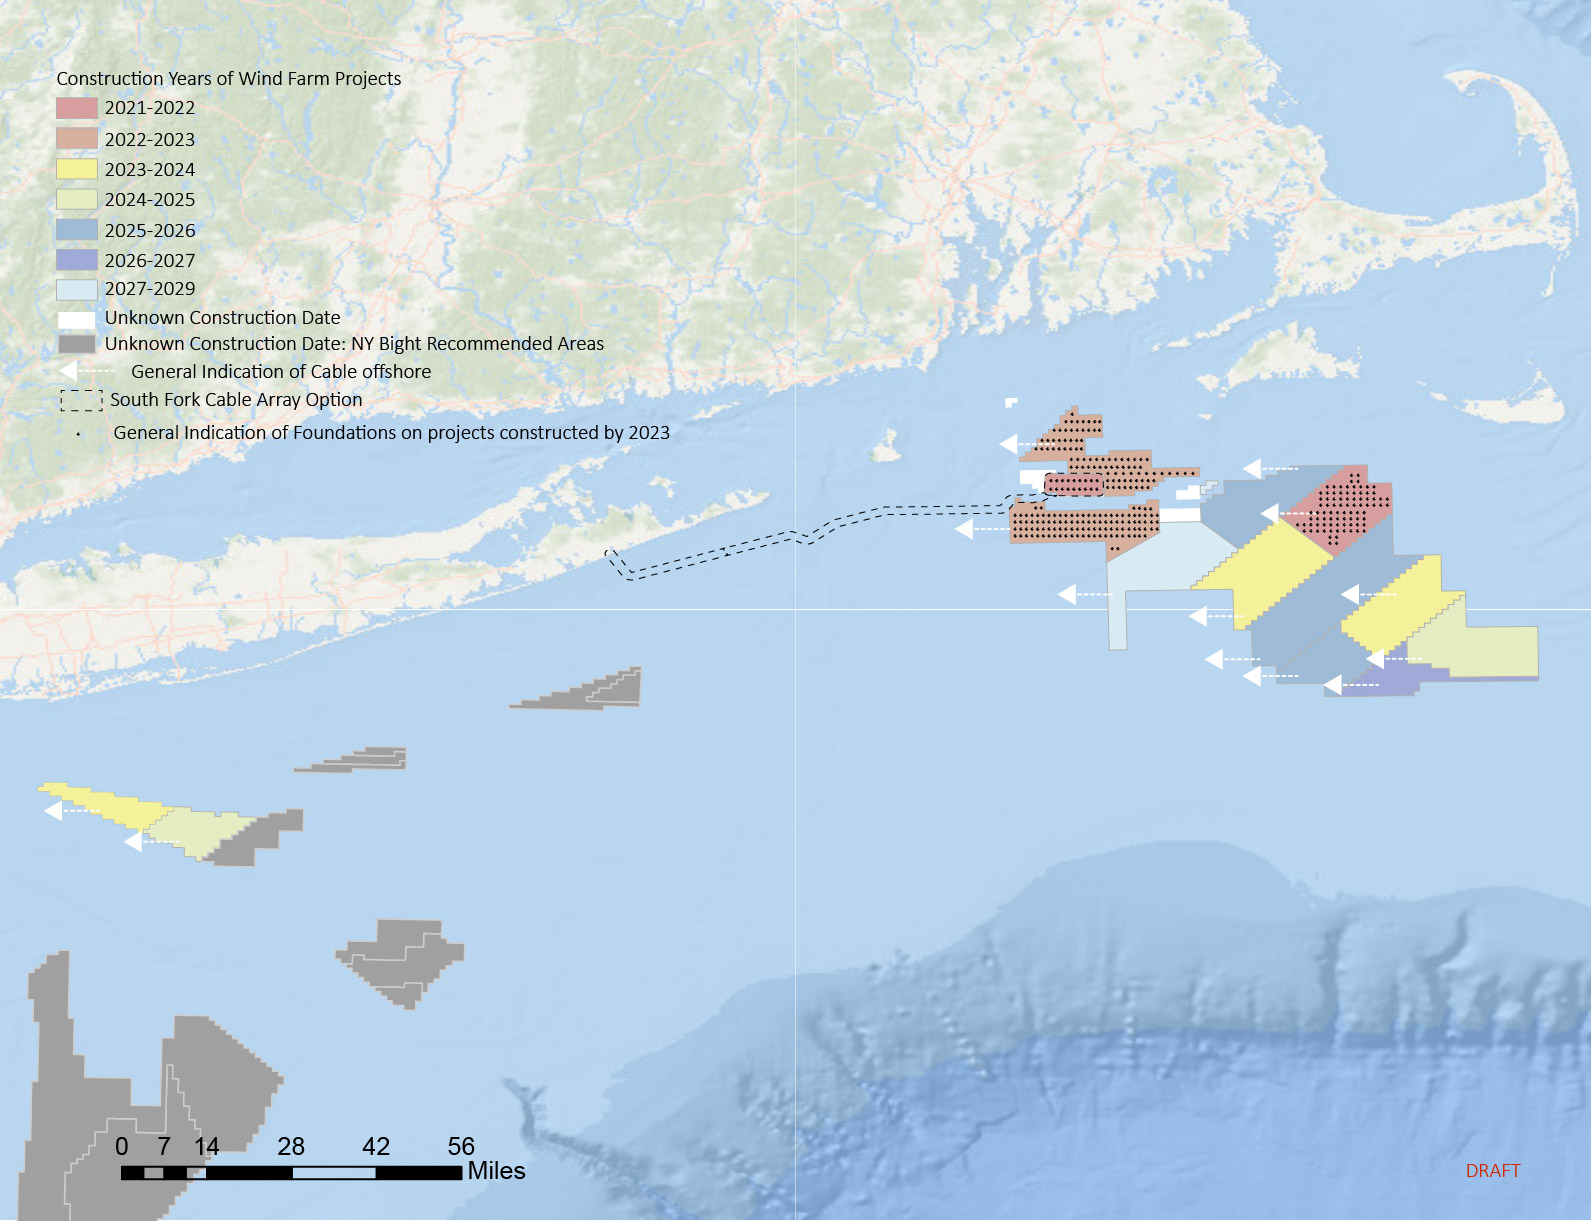 Construction Years of Wind Farm Projects
2021-2022
2022-2023
2023-2024
2024-2025
2025-2026
2026-2027
2027-2029
Unknown Construction Date
Unknown Construction Date: NY Bight Recommended Areas
General Indication of Cable offshore
South Fork Cable Array Option
General Indication of Foundations on projects constructed by 2023
0 7 14 28 42 56
Miles
DRAFT